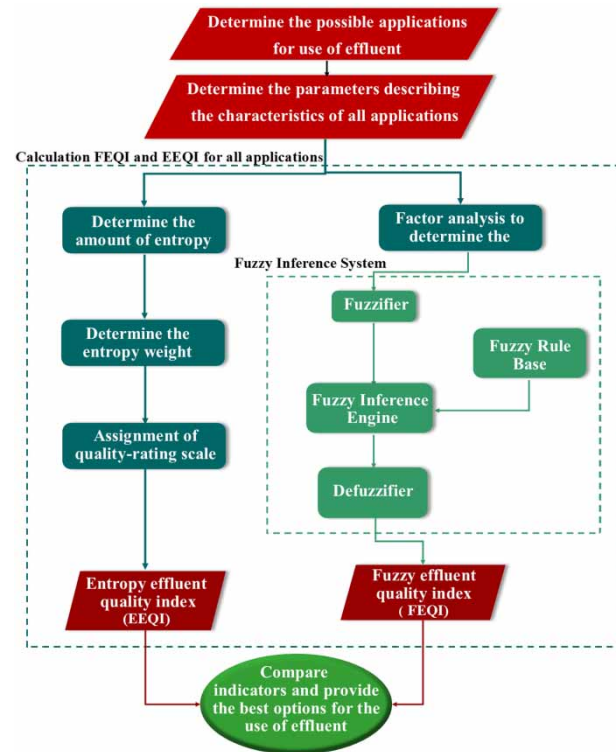 Determine the possible applications
for use of effluent
Determine the parameters describing
the characteristics of all applications
Calculation FEQI and EEQI for all applications
Determine the
amount of entropy
Factor analysis to
determine the
Fuzzy Inference System
Fuzzifier
Determine the
entropy weight
Fuzzy Rule
Base
Fuzzy Inference
Engine
Assignment of
quality-rating scale
Defuzzifier
Entropy effluent
quality index
(EEQI)
Fuzzy effluent
quality index
( FEQI)
Compare
indicators and provide
the best options for the
use of effluent